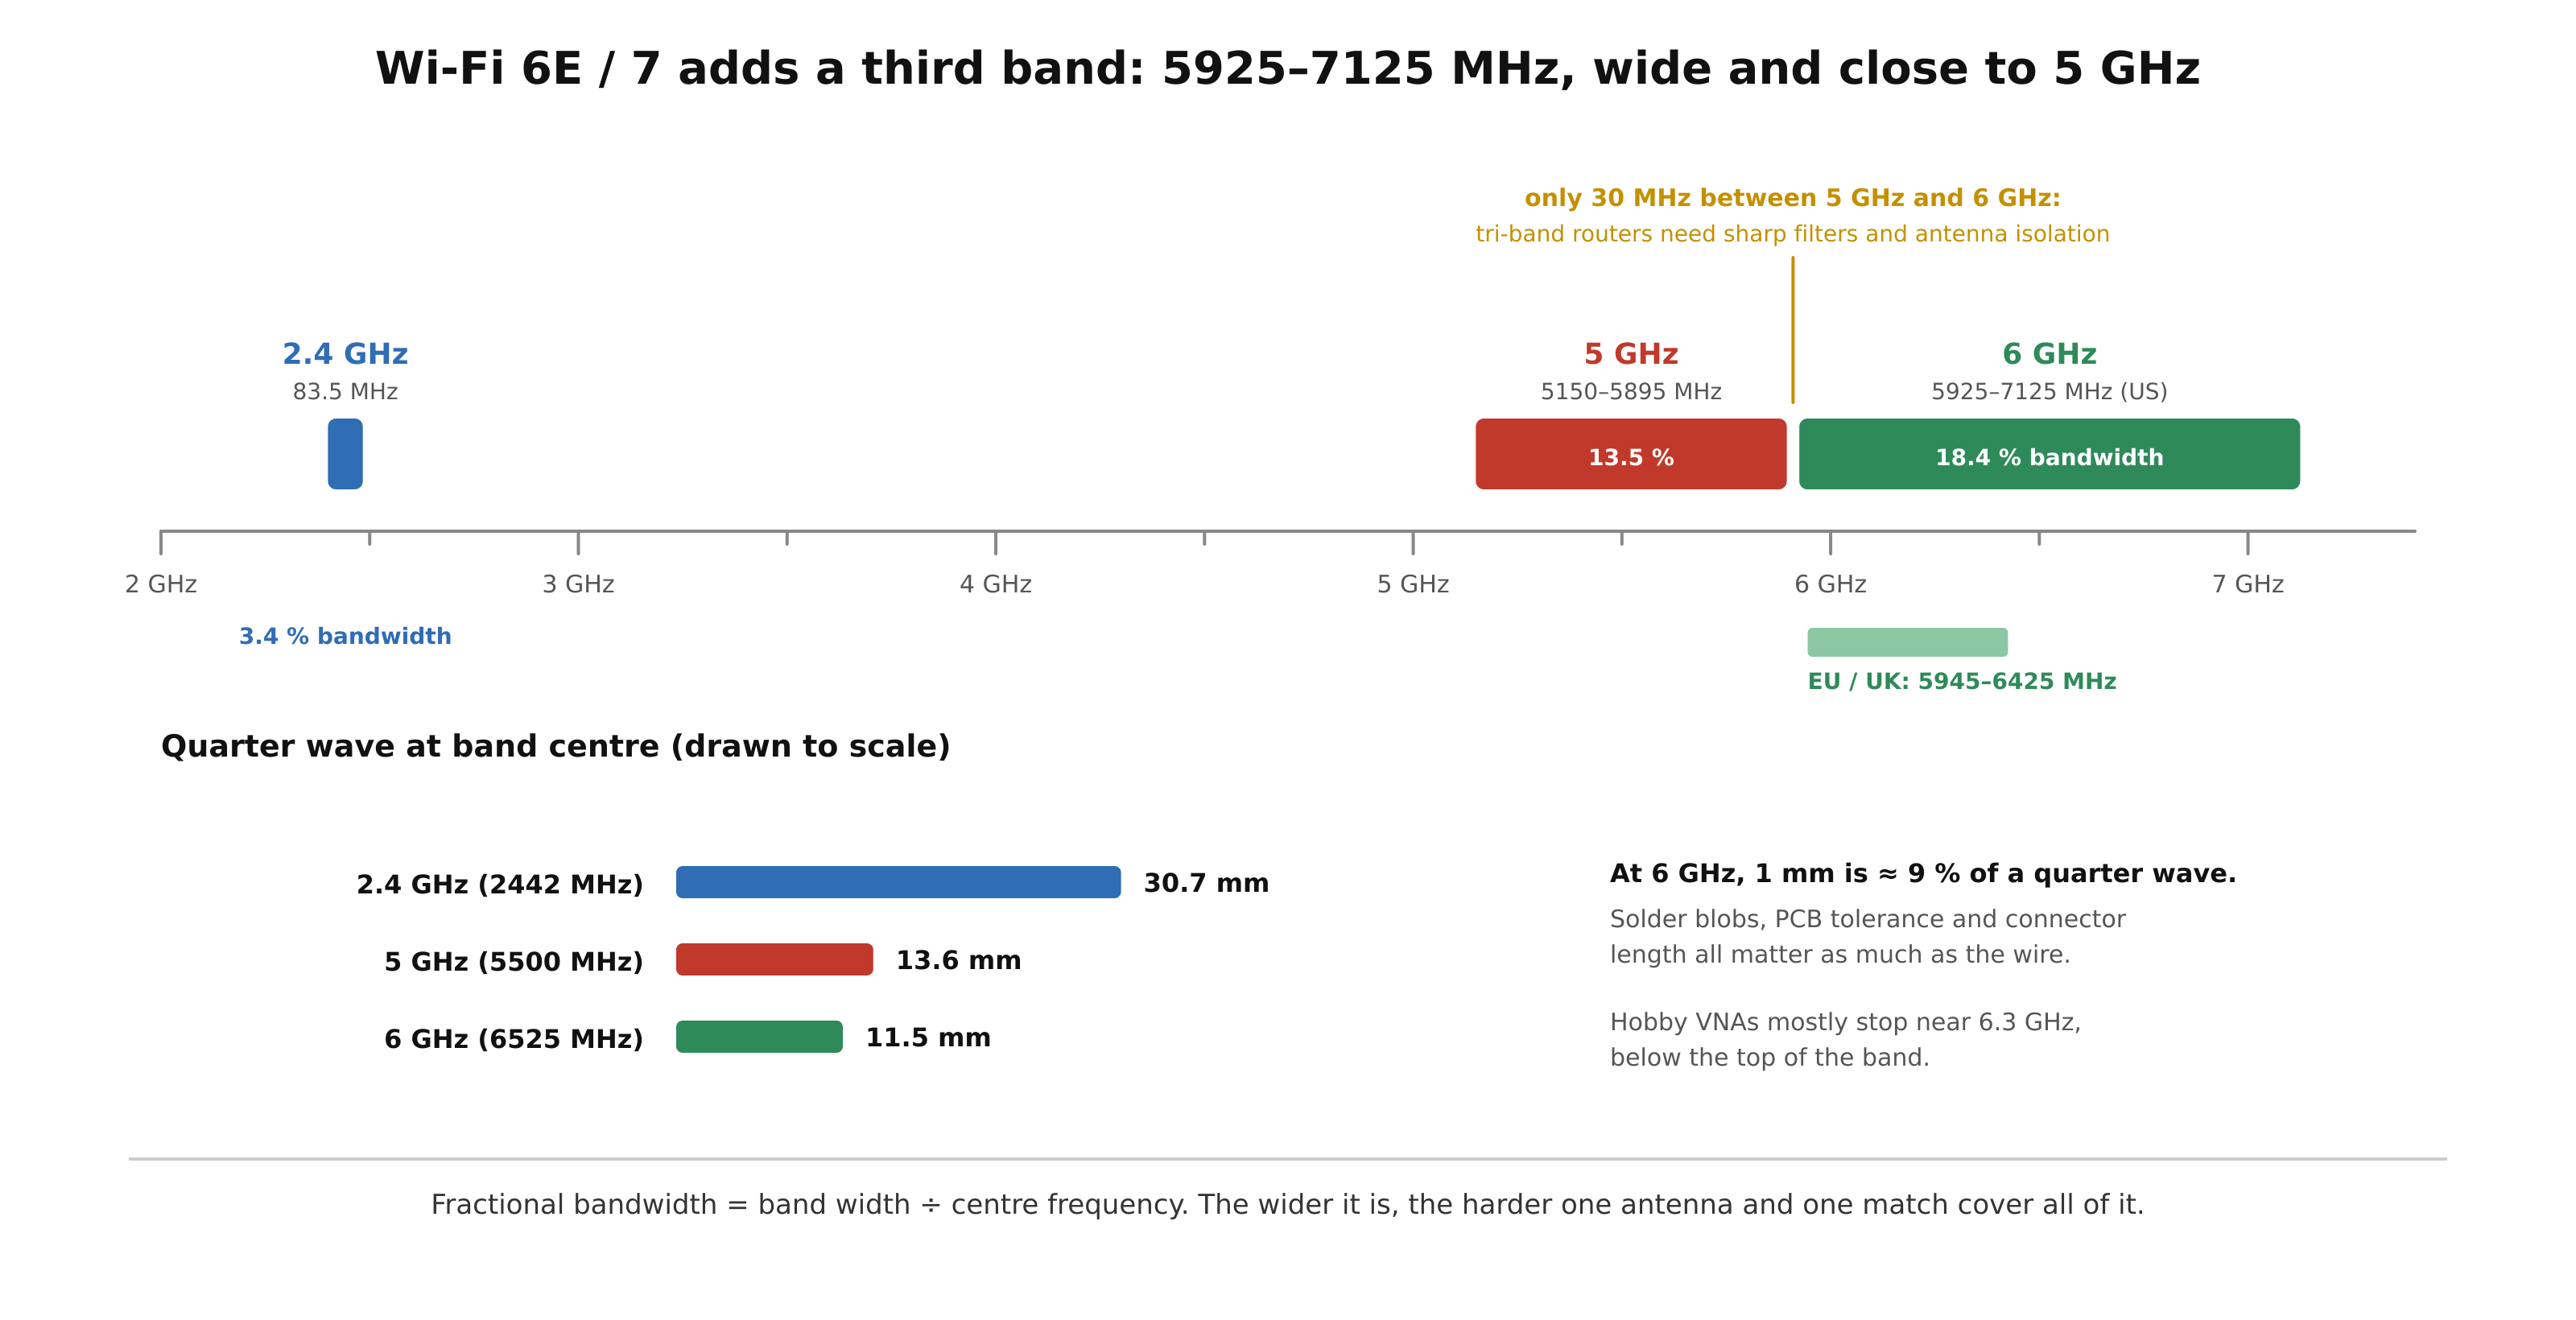 Wi-Fi 6E / 7 adds a third band: 5925–7125 MHz, wide and close to 5 GHz
only 30 MHz between 5 GHz and 6 GHz:
tri-band routers need sharp filters and antenna isolation
2.4 GHz
83.5 MHz
5 GHz
5150–5895 MHz
6 GHz
5925–7125 MHz (US)
13.5 %
18.4 % bandwidth
2 GHz
3 GHz
4 GHz
5 GHz
6 GHz
7 GHz
3.4 % bandwidth
EU / UK: 5945–6425 MHz
Quarter wave at band centre (drawn to scale)
2.4 GHz (2442 MHz)
30.7 mm
5 GHz (5500 MHz)
13.6 mm
6 GHz (6525 MHz)
11.5 mm
At 6 GHz, 1 mm is ≈ 9 % of a quarter wave.
Solder blobs, PCB tolerance and connector
length all matter as much as the wire.
Hobby VNAs mostly stop near 6.3 GHz,
below the top of the band.
Fractional bandwidth = band width ÷ centre frequency. The wider it is, the harder one antenna and one match cover all of it.